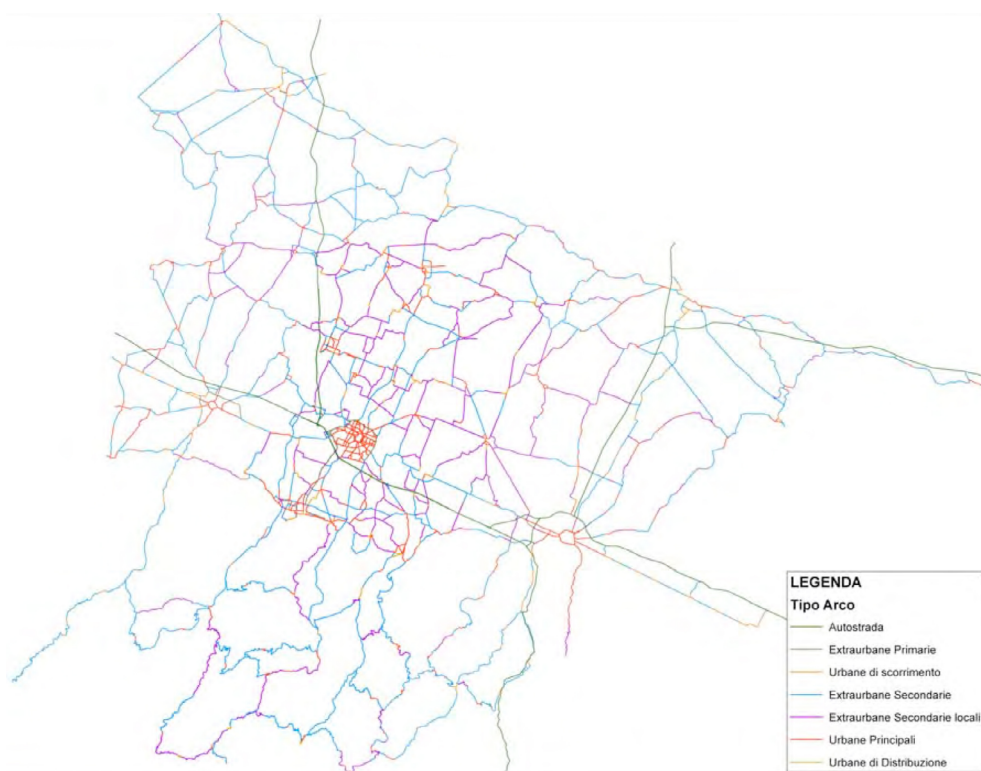 LEGENDA
Tipo Arco
Autostrada
Extraurbane Primarie
Urbane di scorrimento
Extraurbane Secondarie
Extraurbane Secondarie locali
Urbane Principali
Urbane di Distribuzione